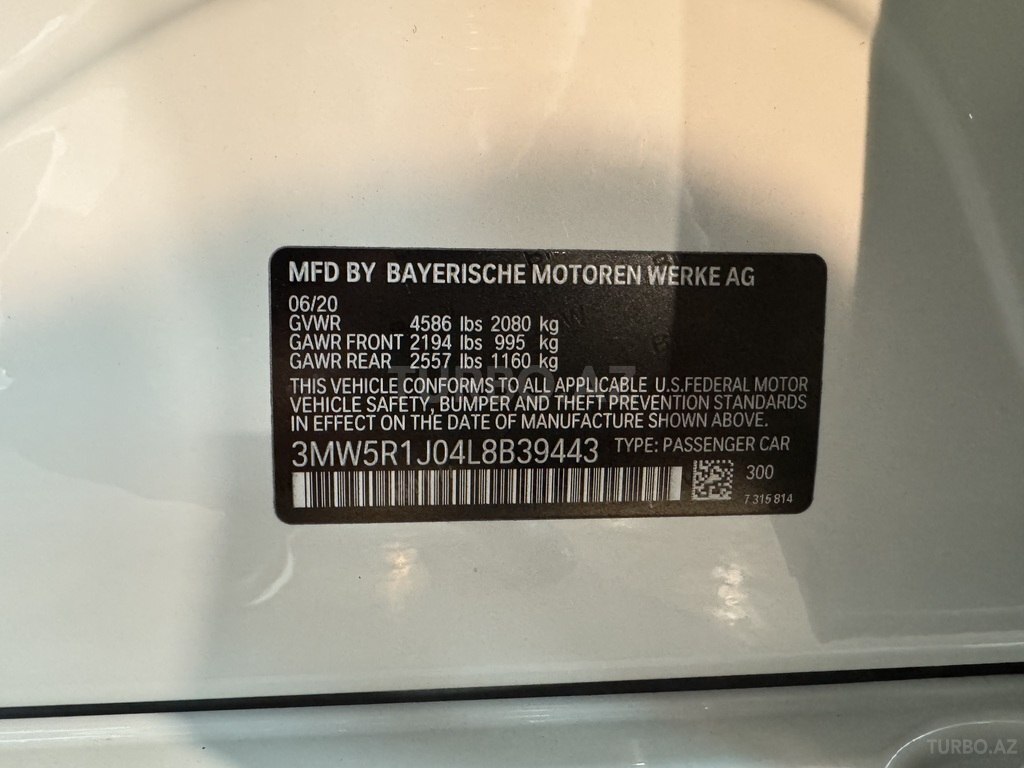 MFD BY BAYERISCHE MOTOREN WERKE AG
06/20
GVWR 4586 lbs 2080 kg
GAWR FRONT 2194 lbs 995 kg
GAWR REAR 2557 lbs 1160 kg
TURBO.AZ
THIS VEHICLE CONFORMS TO ALL APPLICABLE U.S.FEDERAL MOTOR
VEHICLE SAFETY, BUMPER AND THEFT PREVENTION STANDARDS
IN EFFECT ON THE DATE OF MANUFACTURE SHOWN ABOVE.
3MW5R1J04L8B39443 TYPE: PASSENGER CAR
300
7 315 814
TURBO.AZ